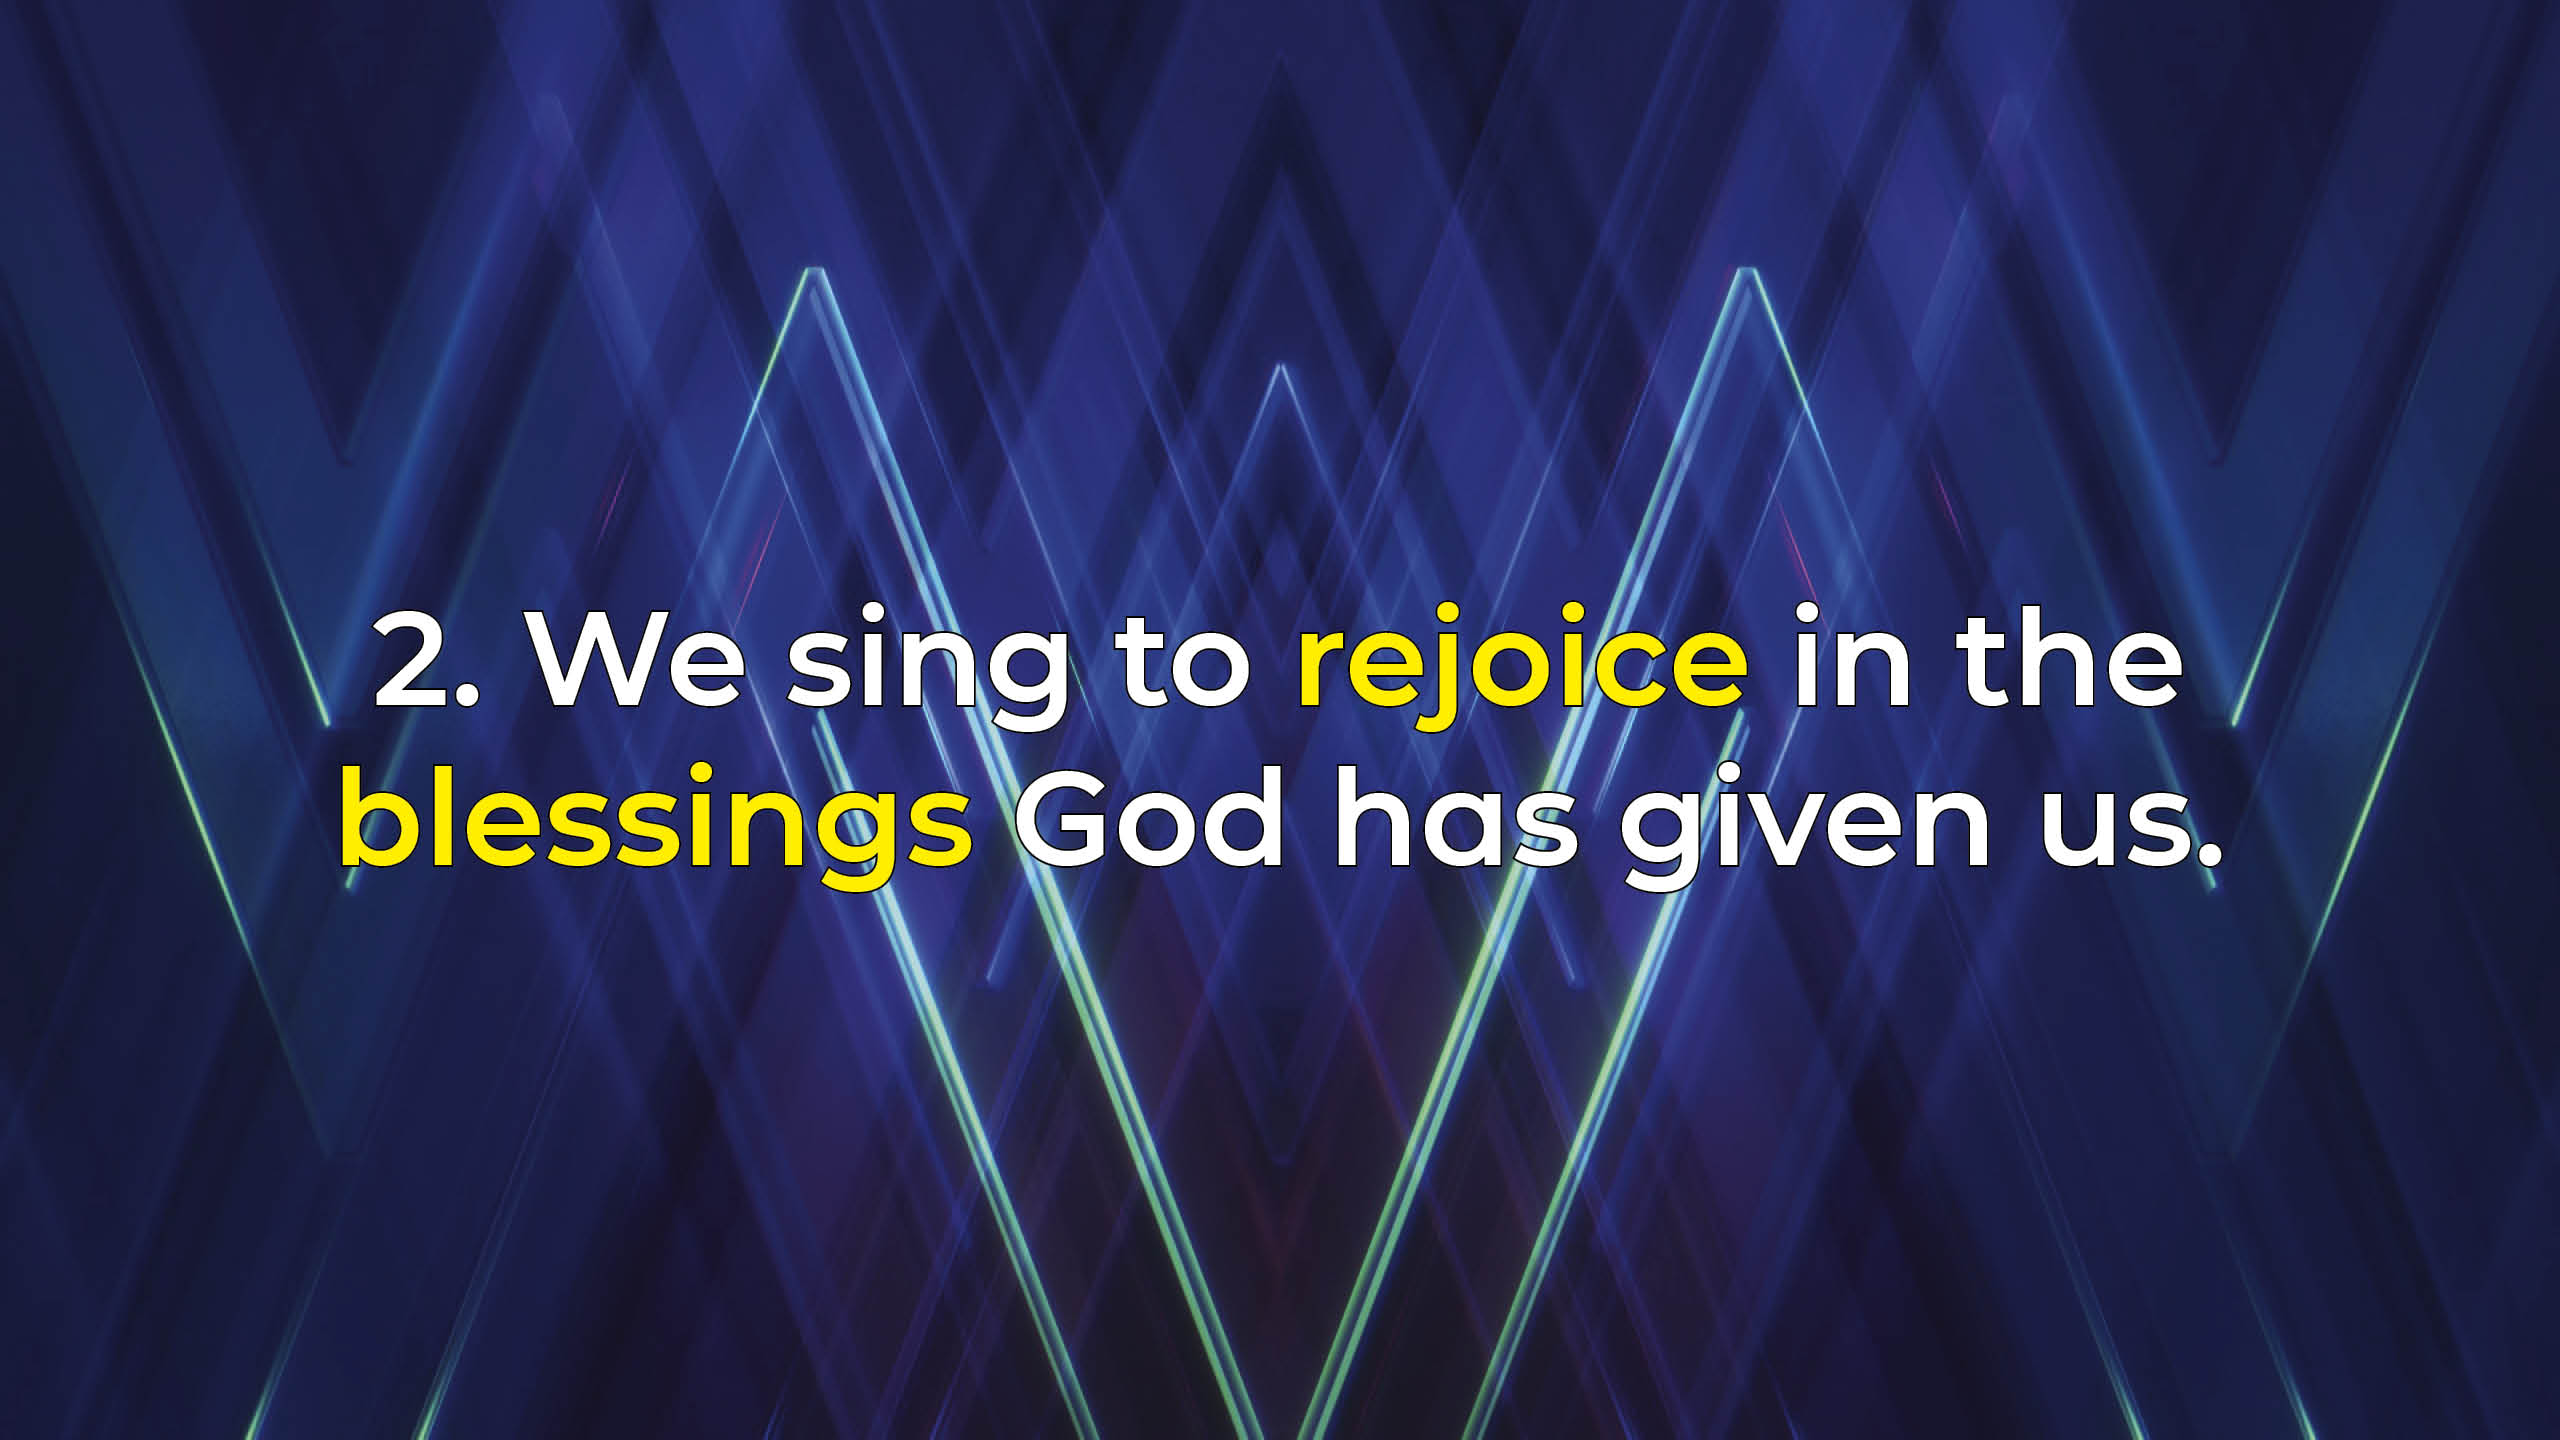 2. We sing to rejoice in the
blessings God has given us.